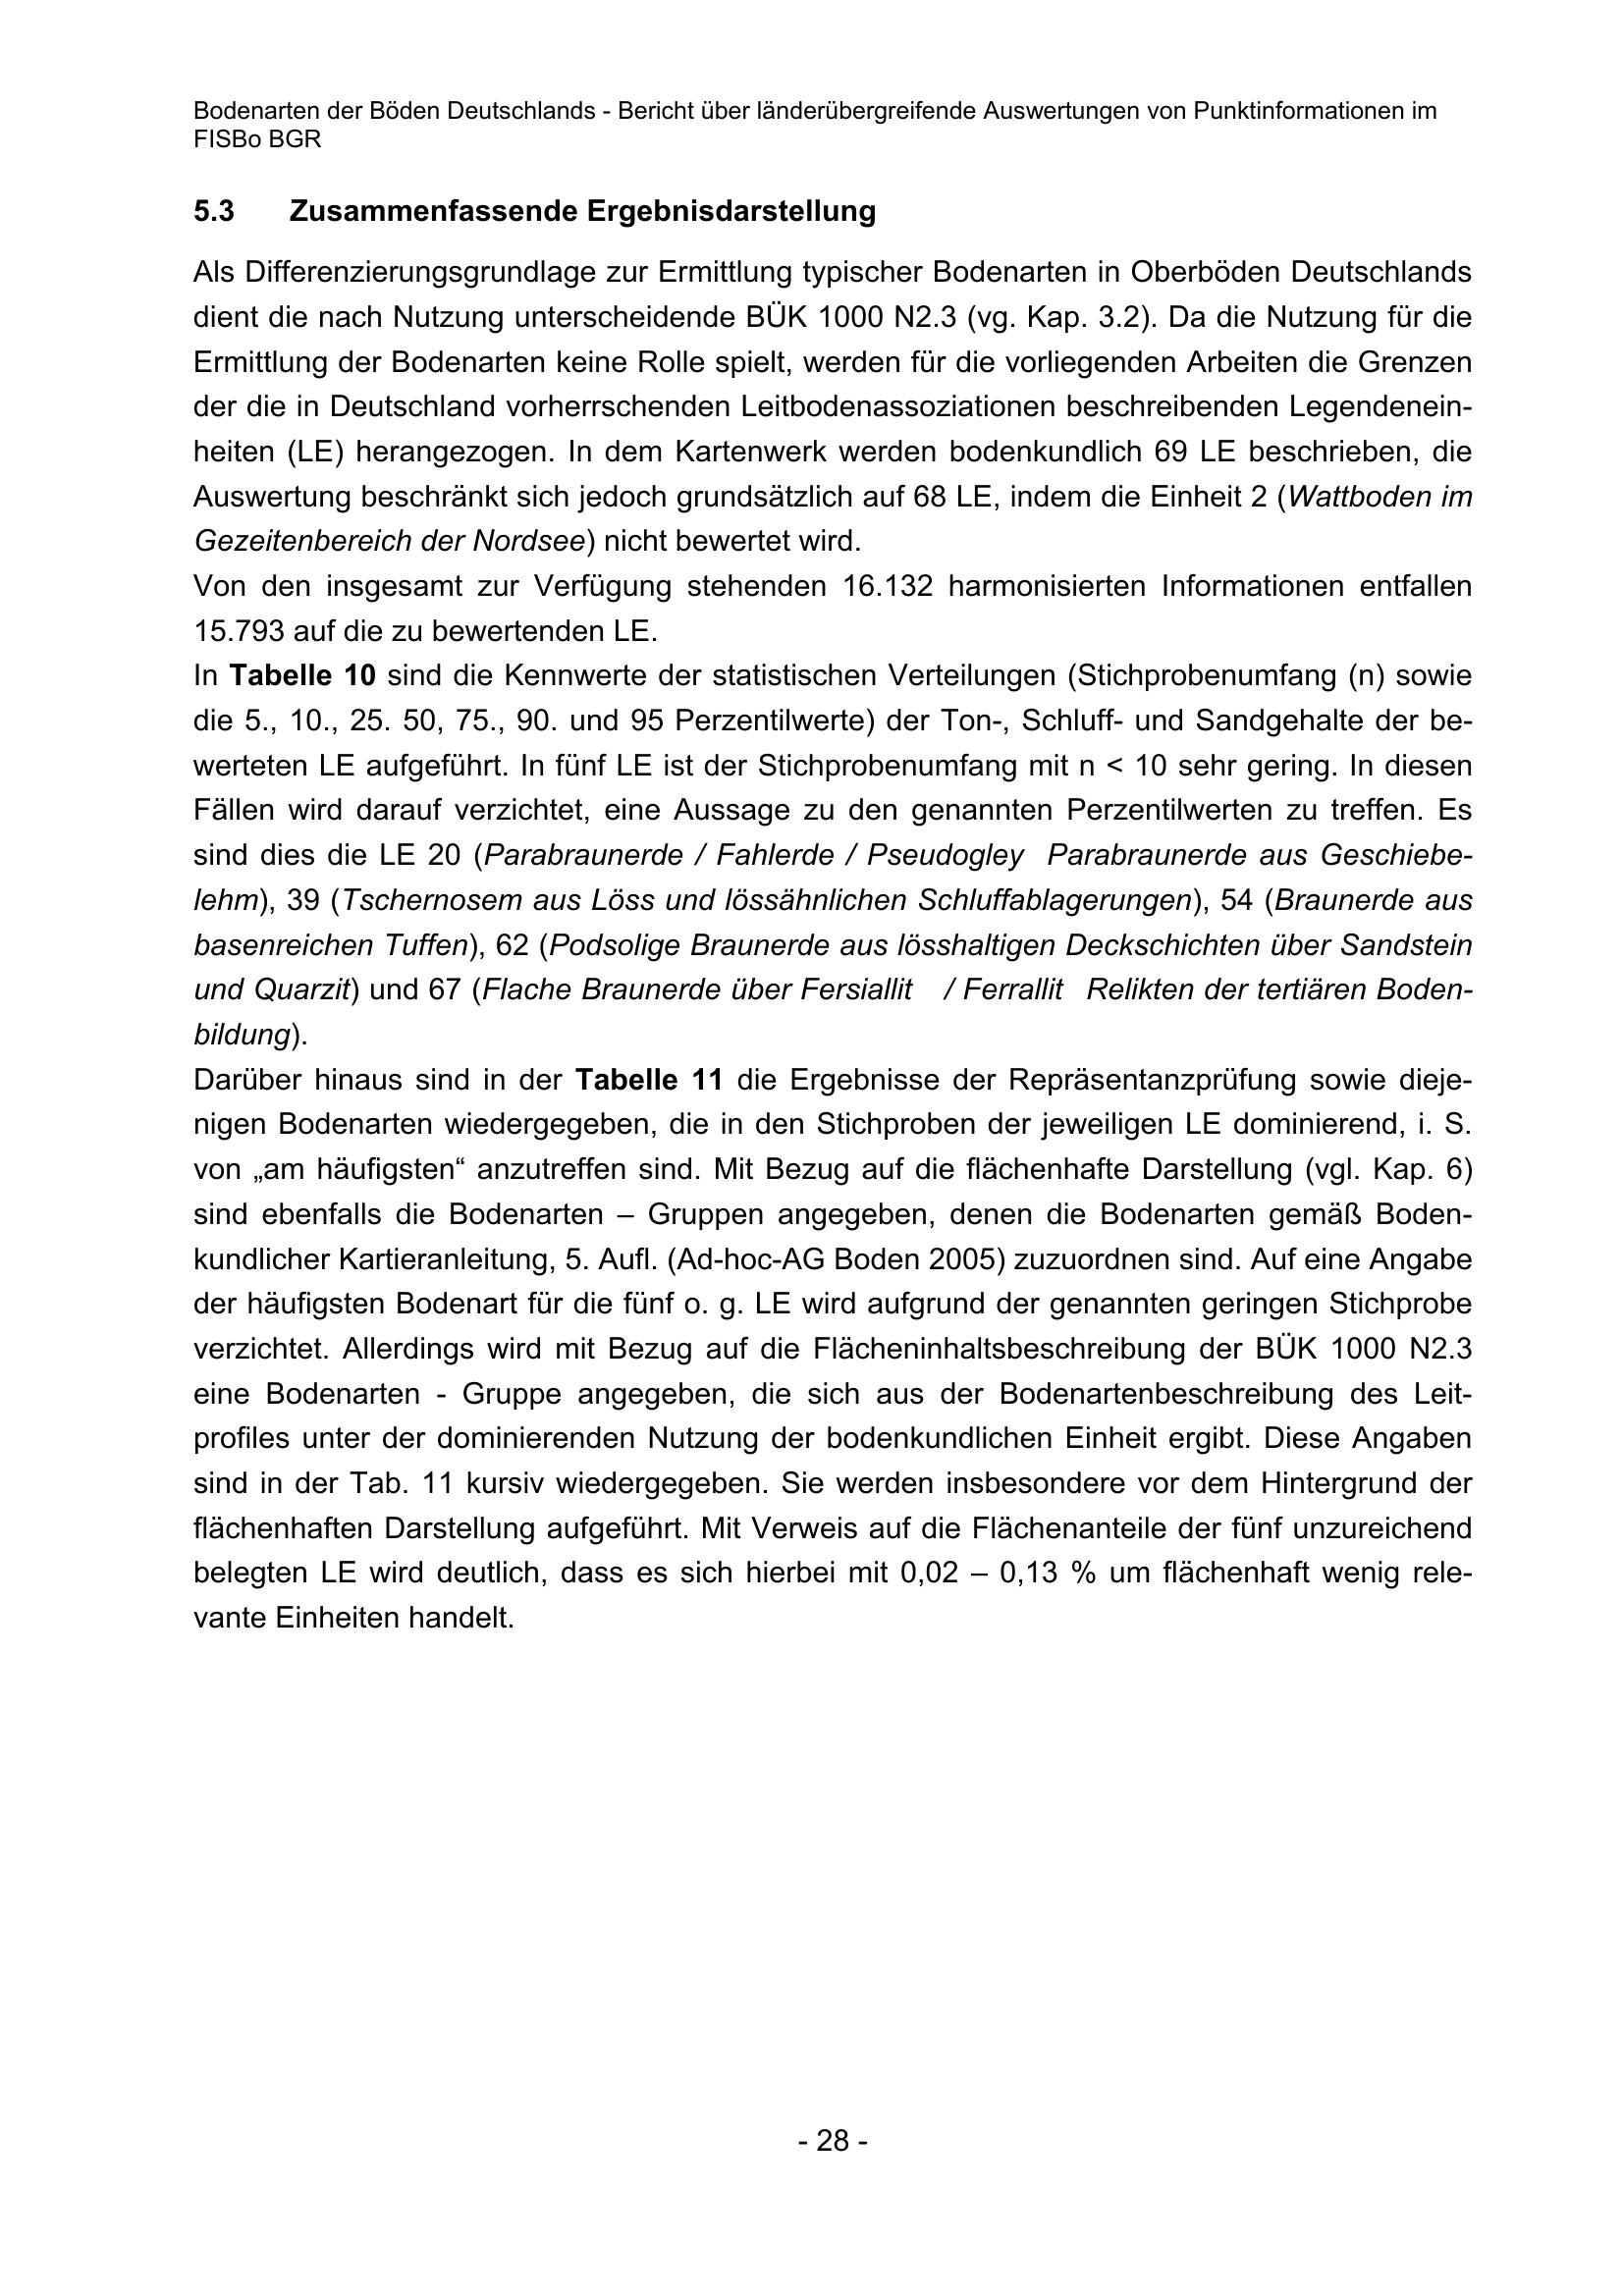 Bodenarten der Böden Deutschlands - Bericht über länderübergreifende Auswertungen von Punktinformationen im
FISBo BGR
5.3 Zusammenfassende Ergebnisdarstellung
Als Differenzierungsgrundlage zur Ermittlung typischer Bodenarten in Oberböden Deutschlands
dient die nach Nutzung unterscheidende BÜK 1000 N2.3 (vg. Kap. 3.2). Da die Nutzung für die
Ermittlung der Bodenarten keine Rolle spielt, werden für die vorliegenden Arbeiten die Grenzen
der die in Deutschland vorherrschenden Leitbodenassoziationen beschreibenden Legendenein-
heiten (LE) herangezogen. In dem Kartenwerk werden bodenkundlich 69 LE beschrieben, die
Auswertung beschränkt sich jedoch grundsätzlich auf 68 LE, indem die Einheit 2 (Wattboden im
Gezeitenbereich der Nordsee) nicht bewertet wird.
Von den insgesamt zur Verfügung stehenden 16.132 harmonisierten Informationen entfallen
15.793 auf die zu bewertenden LE.
In Tabelle 10 sind die Kennwerte der statistischen Verteilungen (Stichprobenumfang (n) sowie
die 5., 10., 25. 50, 75., 90. und 95 Perzentilwerte) der Ton-, Schluff- und Sandgehalte der be-
werteten LE aufgeführt. In fünf LE ist der Stichprobenumfang mit n < 10 sehr gering. In diesen
Fällen wird darauf verzichtet, eine Aussage zu den genannten Perzentilwerten zu treffen. Es
sind dies die LE 20 (Parabraunerde / Fahlerde / Pseudogley Parabraunerde aus Geschiebe-
lehm), 39 (Tschernosem aus Löss und lössähnlichen Schluffablagerungen), 54 (Braunerde aus
basenreichen Tuffen), 62 (Podsolige Braunerde aus lösshaltigen Deckschichten über Sandstein
und Quarzit) und 67 (Flache Braunerde über Fersiallit / Ferrallit Relikten der tertiären Boden-
bildung).
Darüber hinaus sind in der Tabelle 11 die Ergebnisse der Repräsentanzprüfung sowie dieje-
nigen Bodenarten wiedergegeben, die in den Stichproben der jeweiligen LE dominierend, i. S.
von „am häufigsten“ anzutreffen sind. Mit Bezug auf die flächenhafte Darstellung (vgl. Kap. 6)
sind ebenfalls die Bodenarten – Gruppen angegeben, denen die Bodenarten gemäß Boden-
kundlicher Kartieranleitung, 5. Aufl. (Ad-hoc-AG Boden 2005) zuzuordnen sind. Auf eine Angabe
der häufigsten Bodenart für die fünf o. g. LE wird aufgrund der genannten geringen Stichprobe
verzichtet. Allerdings wird mit Bezug auf die Flächeninhaltsbeschreibung der BÜK 1000 N2.3
eine Bodenarten - Gruppe angegeben, die sich aus der Bodenartenbeschreibung des Leit-
profiles unter der dominierenden Nutzung der bodenkundlichen Einheit ergibt. Diese Angaben
sind in der Tab. 11 kursiv wiedergegeben. Sie werden insbesondere vor dem Hintergrund der
flächenhaften Darstellung aufgeführt. Mit Verweis auf die Flächenanteile der fünf unzureichend
belegten LE wird deutlich, dass es sich hierbei mit 0,02 – 0,13 % um flächenhaft wenig rele-
vante Einheiten handelt.
- 28 -